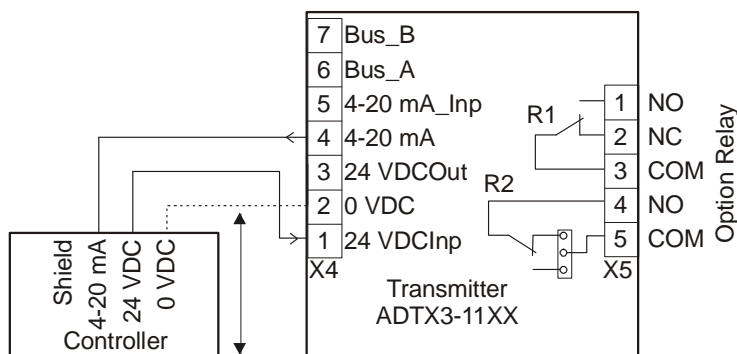 7 Bus_B
6 Bus_A
5 4-20 mA_Inp
4 4-20 mA
3 24 VDCOut
2 0 VDC
1 24 VDCInp
X4
R1
R2
1 NO
2 NC
3 COM
4 NO
5 COM
X5
Option Relay
Transmitter
ADTX3-11XX
Shield
4-20 mA
24 VDC
0 VDC
Controller